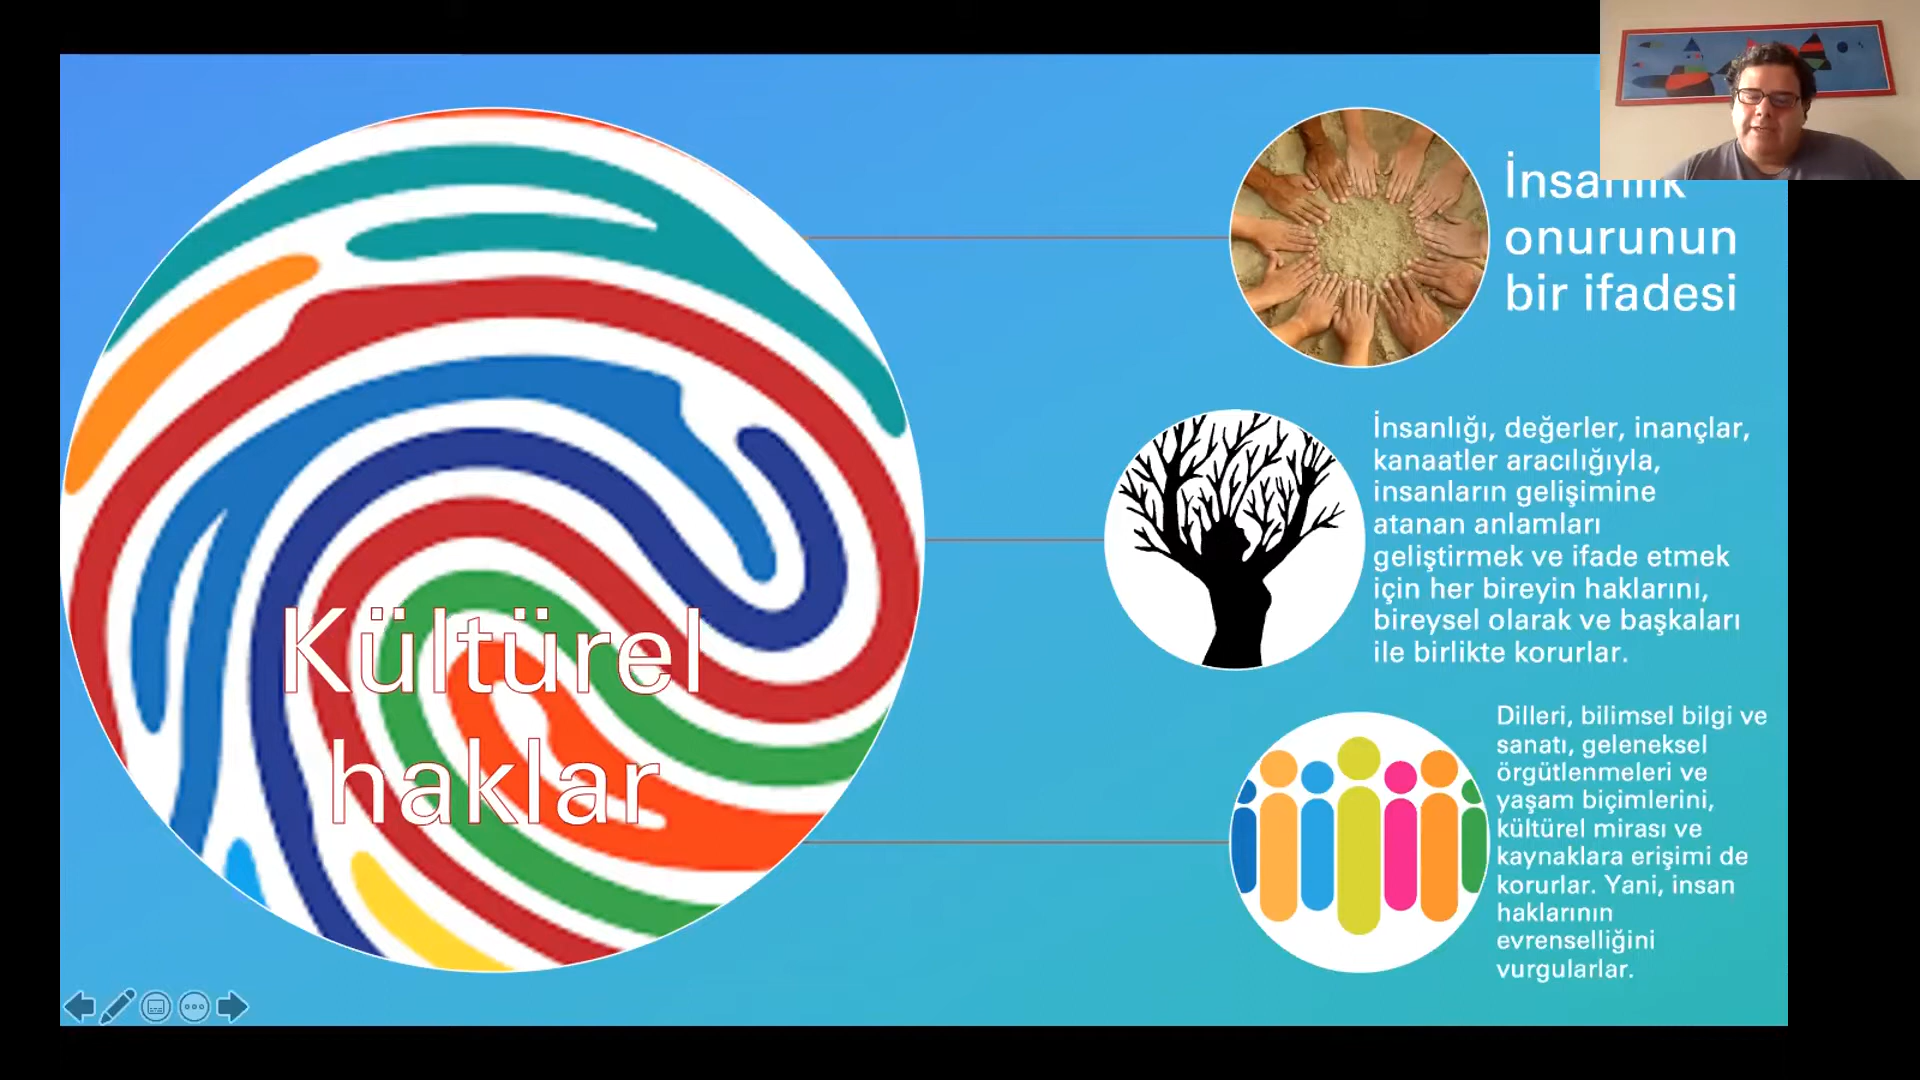 Kültürel
haklar
İnsanlık
onurunun
bir ifadesi
İnsanlığı, değerler, inançlar,
kanaatler aracılığıyla,
insanların gelişimine
atanan anlamları
geliştirmek ve ifade etmek
için her bireyin haklarını,
bireysel olarak ve başkaları
ile birlikte korurlar.
Dilleri, bilimsel bilgi ve
sanatı, geleneksel
örgütlenmeleri ve
yaşam biçimlerini,
kültürel mirası ve
kaynaklara erişimi de
korurlar. Yani, insan
haklarının
evrenselliğini
vurgularlar.